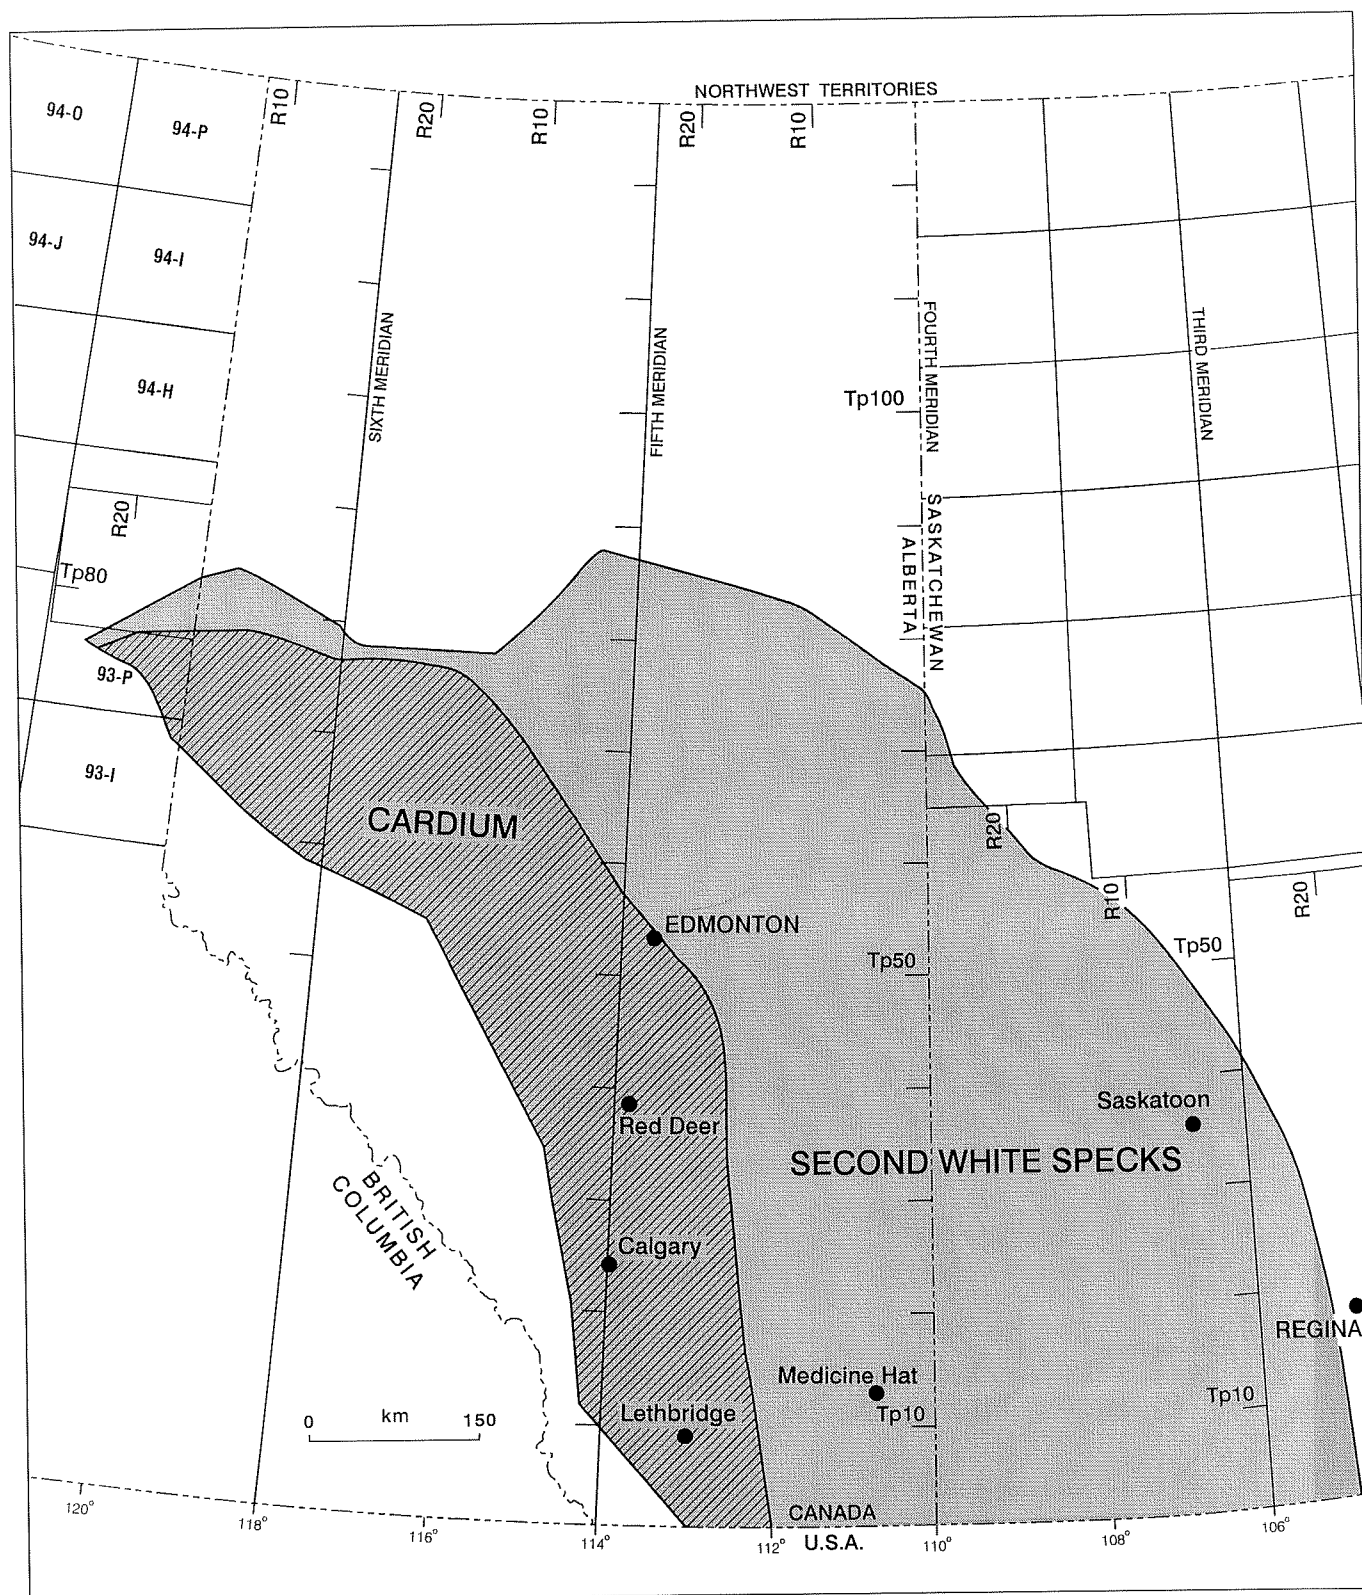 NORTHWEST TERRITORIES
94-O
94-P
R10
R20
R10
R20
R10
94-J
94-I
94-H
SIXTH MERIDIAN
FIFTH MERIDIAN
FOURTH MERIDIAN
THIRD MERIDIAN
Tp100
R20
Tp80
ALBERTA
SASKATCHEWAN
93-P
93-I
CARDIUM
R20
R10
R20
EDMONTON
Tp50
Tp50
Red Deer
Saskatoon
SECOND WHITE SPECKS
BRITISH
COLUMBIA
Calgary
REGINA
Medicine Hat
Tp10
Tp10
Lethbridge
0 km 150
CANADA
U.S.A.
120°
118°
116°
114°
112°
110°
108°
106°